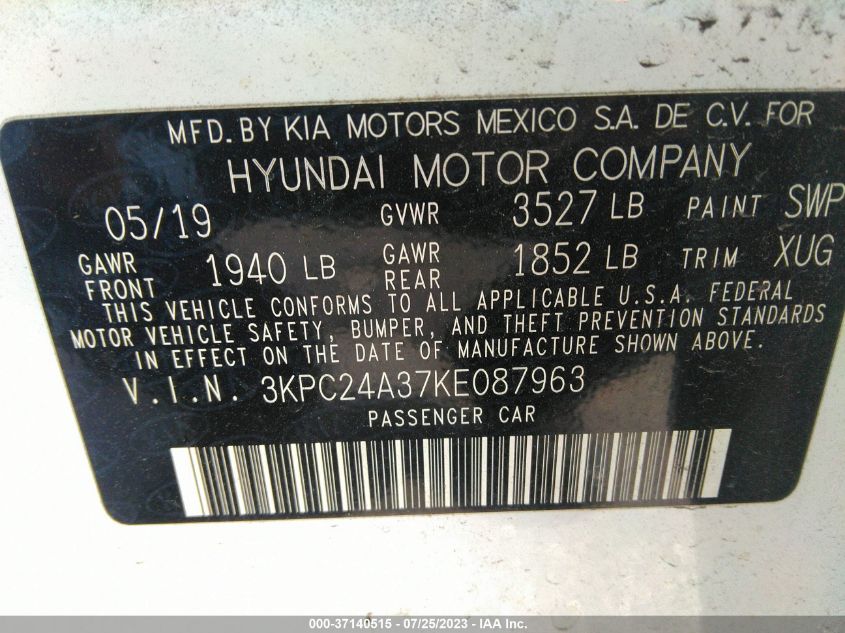 MFD. BY KIA MOTORS MEXICO S.A. DE C.V. FOR
HYUNDAI MOTOR COMPANY
05/19 GVWR 3527 LB PAINT SWP
GAWR FRONT 1940 LB GAWR REAR 1852 LB TRIM XUG
THIS VEHICLE CONFORMS TO ALL APPLICABLE U.S.A. FEDERAL
MOTOR VEHICLE SAFETY, BUMPER, AND THEFT PREVENTION STANDARDS
IN EFFECT ON THE DATE OF MANUFACTURE SHOWN ABOVE.
V.I.N. 3KPC24A37KE087963
PASSENGER CAR
000-37140515 - 07/25/2023 - IAA Inc.